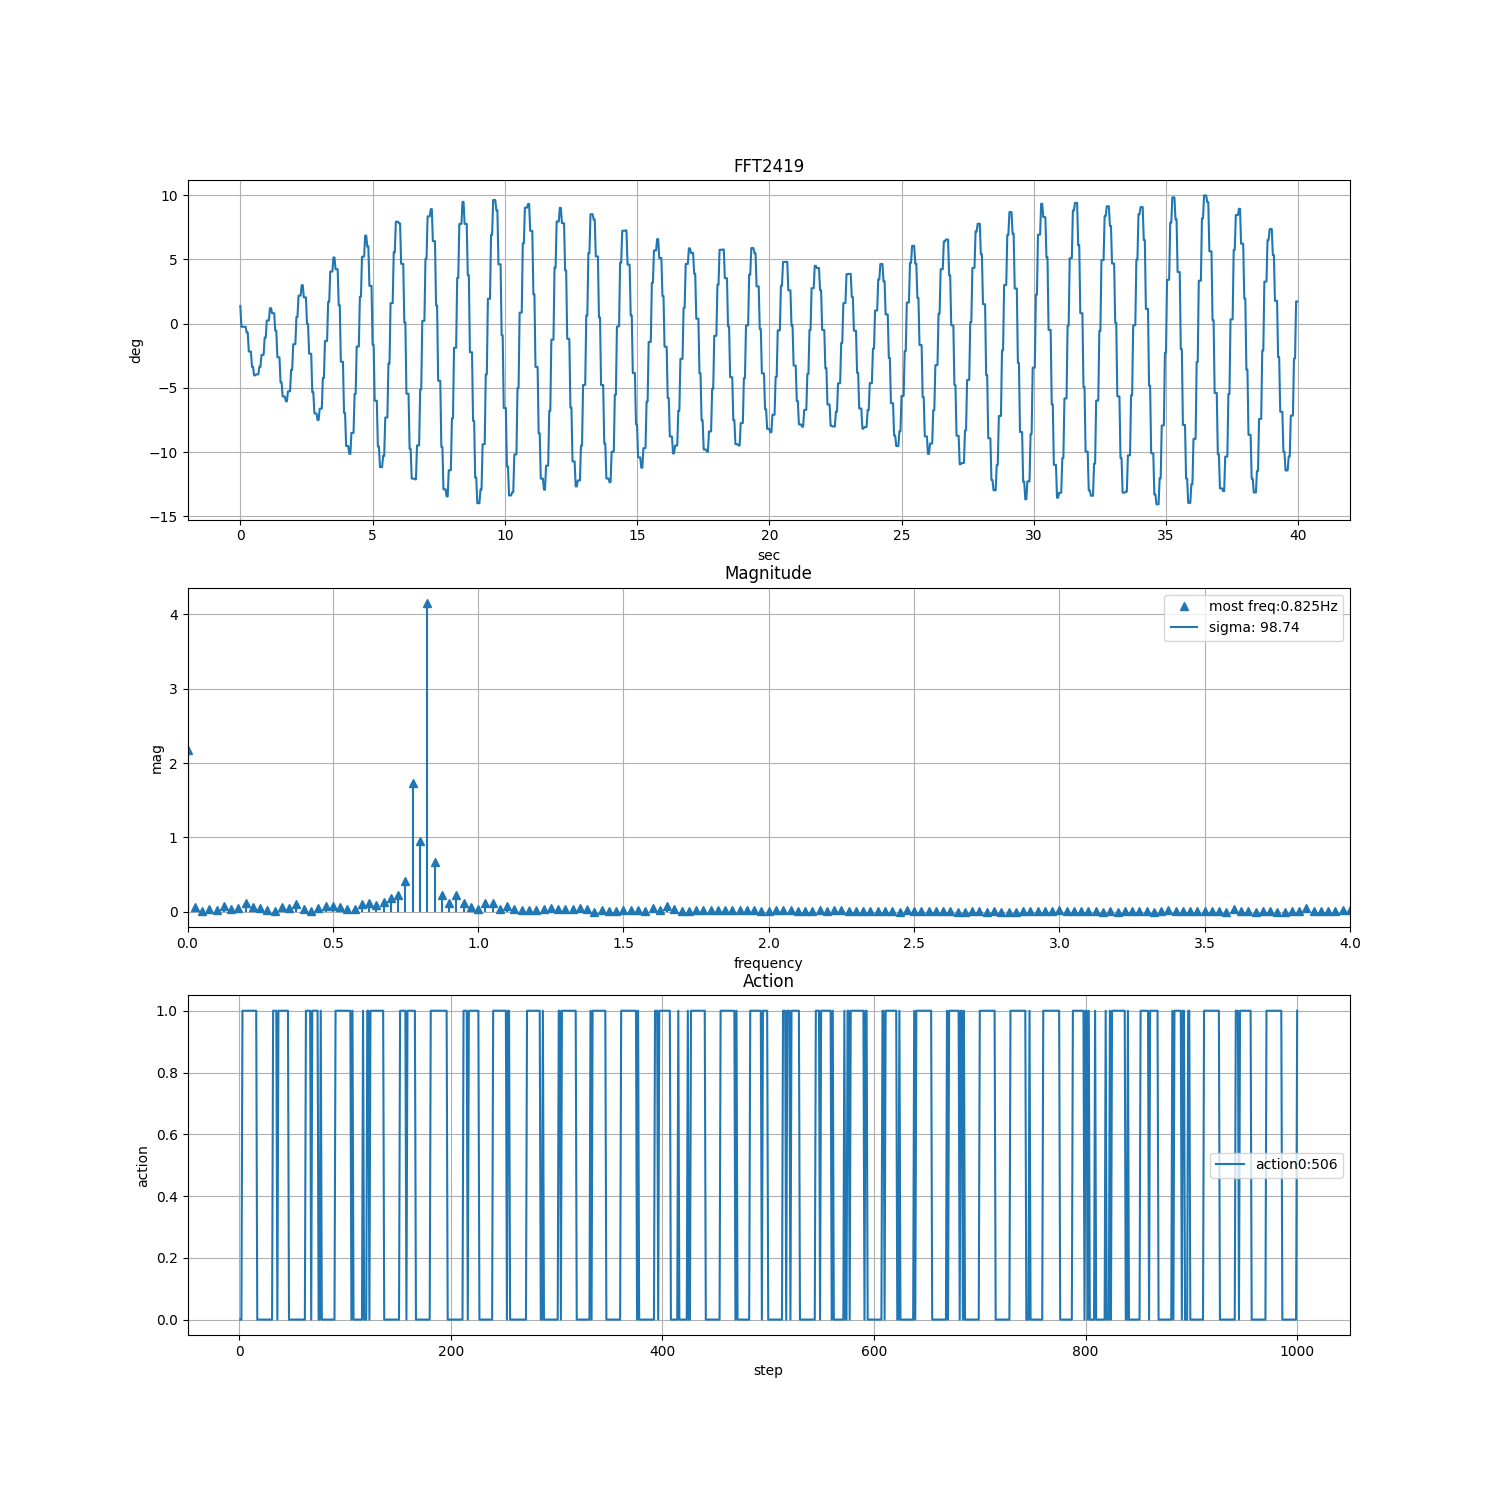 FFT2419
10
5
0
−5
−10
−15
deg
0 5 10 15 20 25 30 35 40
sec
Magnitude
4
3
2
1
0
mag
most freq:0.825Hz
sigma: 98.74
0.0 0.5 1.0 1.5 2.0 2.5 3.0 3.5 4.0
frequency
Action
1.0
0.8
0.6
0.4
0.2
0.0
action
action0:506
0 200 400 600 800 1000
step